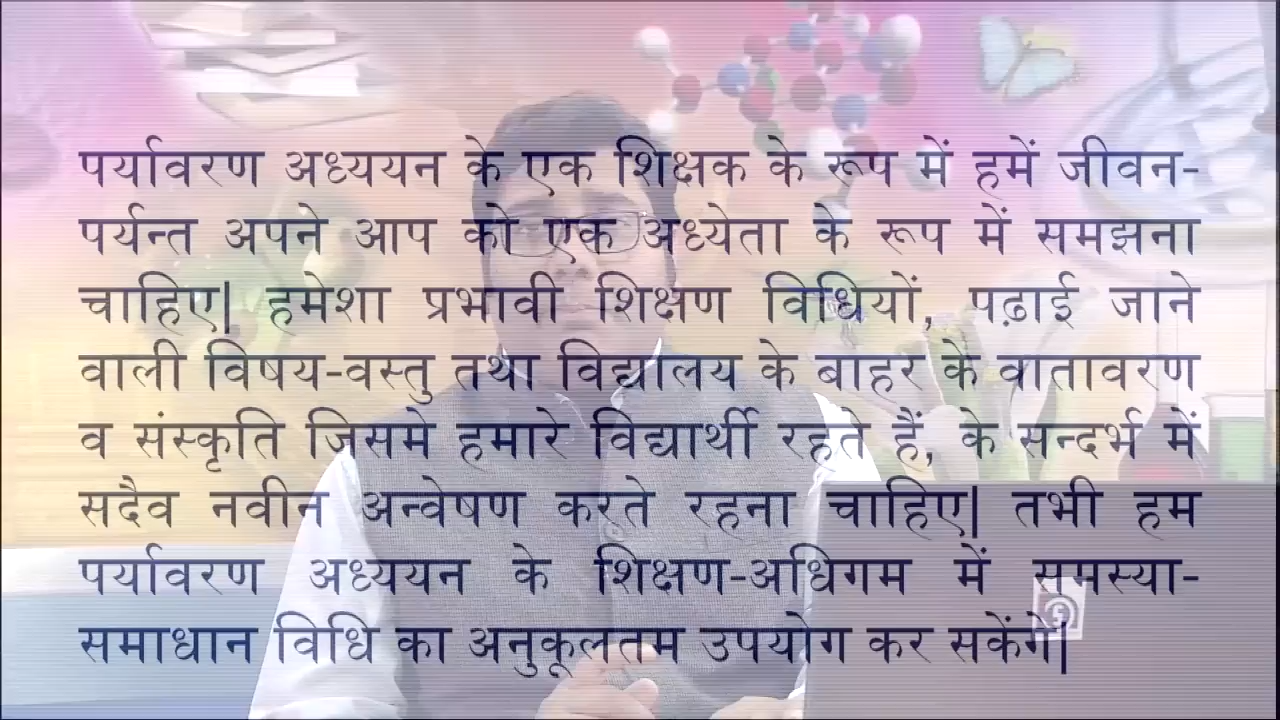 पर्यावरण अध्ययन के एक शिक्षक के रूप में हमें जीवन-
पर्यन्त अपने आप को एक अध्येता के रूप में समझना
चाहिए| हमेशा प्रभावी शिक्षण विधियों, पढ़ाई जाने
वाली विषय-वस्तु तथा विद्यालय के बाहर के वातावरण
व संस्कृति जिसमे हमारे विद्यार्थी रहते हैं, के सन्दर्भ में
सदैव नवीन अन्वेषण करते रहना चाहिए| तभी हम
पर्यावरण अध्ययन के शिक्षण-अधिगम में समस्या-
समाधान विधि का अनुकूलतम उपयोग कर सकेंगे|